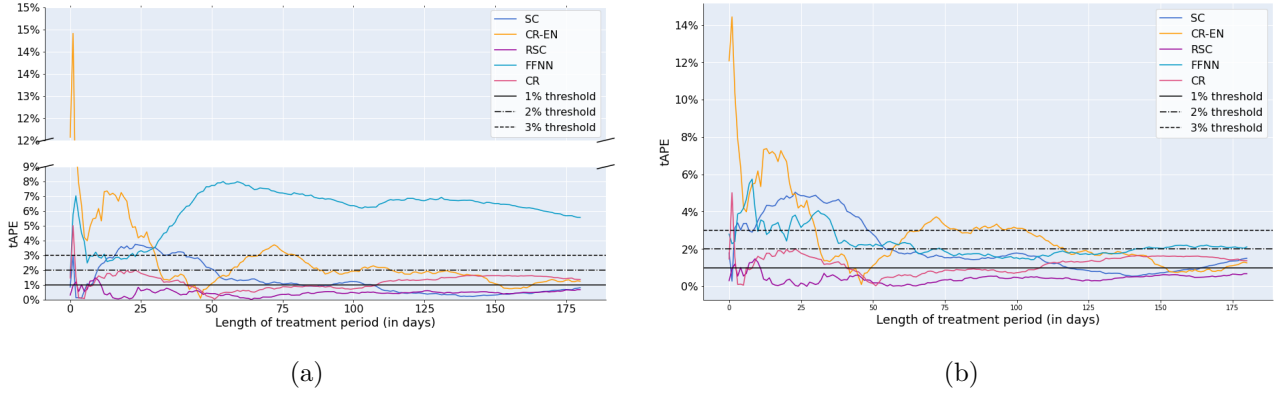 15%
15%
14%
14%
13%
13%
12%
12%
9%
8%
7%
6%
5%
4%
3%
2%
1%
0%
tAPE
0 25 50 75 100 125 150 175
Length of treatment period (in days)
SC
CR-EN
RSC
FFNN
CR
1% threshold
2% threshold
3% threshold
(a)
14%
12%
10%
8%
6%
4%
2%
0%
tAPE
0 25 50 75 100 125 150 175
Length of treatment period (in days)
SC
CR-EN
RSC
FFNN
CR
1% threshold
2% threshold
3% threshold
(b)